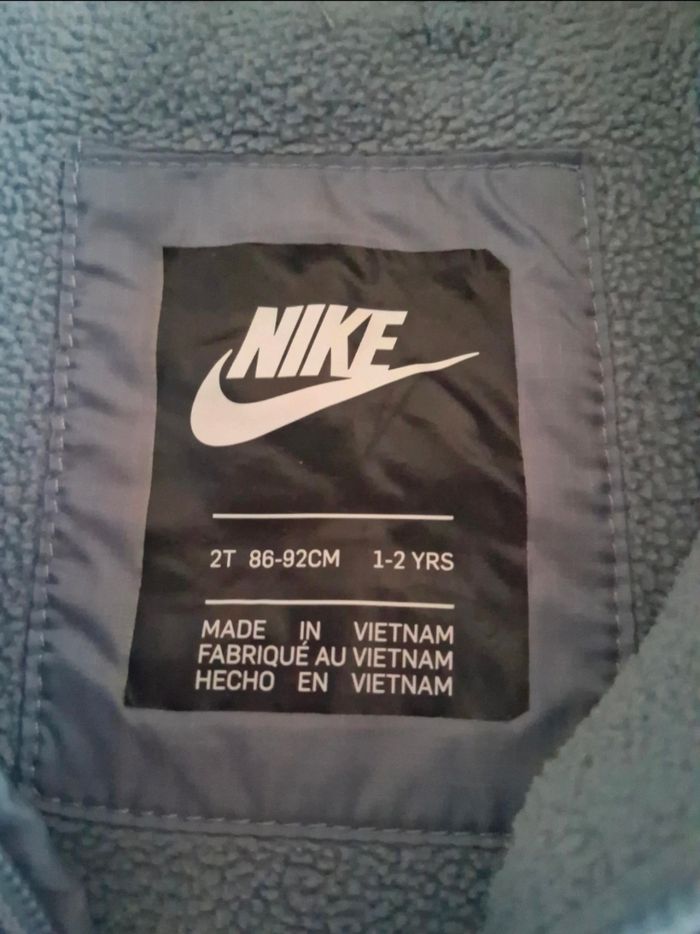 NIKE
2T 86-92CM 1-2 YRS
MADE IN VIETNAM
FABRIQUÉ AU VIETNAM
HECHO EN VIETNAM